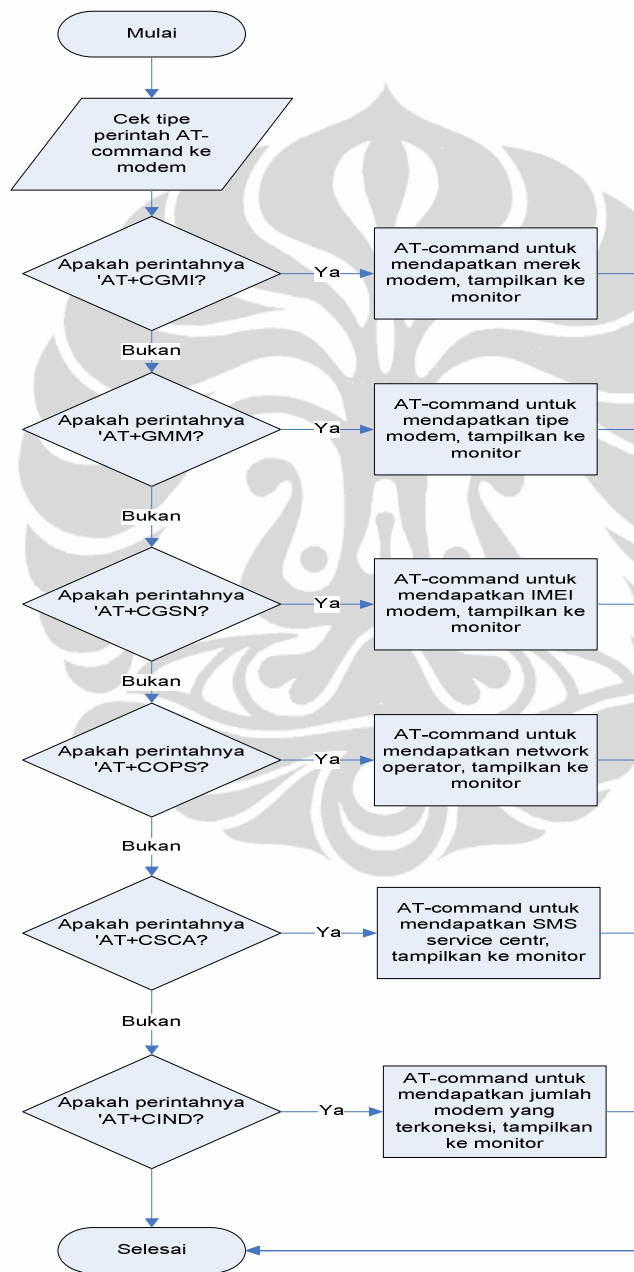 Mulai
Cek tipe
perintah AT-
command ke
modem
Apakah perintahnya
'AT+CGMI?
Ya
AT-command untuk
mendapatkan merek
modem, tampilkan ke
monitor
Bukan
Apakah perintahnya
'AT+GMM?
Ya
AT-command untuk
mendapatkan tipe
modem, tampilkan ke
monitor
Bukan
Apakah perintahnya
'AT+CGSN?
Ya
AT-command untuk
mendapatkan IMEI
modem, tampilkan ke
monitor
Bukan
Apakah perintahnya
'AT+COPS?
Ya
AT-command untuk
mendapatkan network
operator, tampilkan ke
monitor
Bukan
Apakah perintahnya
'AT+CSCA?
Ya
AT-command untuk
mendapatkan SMS
service centr,
tampilkan ke monitor
Bukan
Apakah perintahnya
'AT+CIND?
Ya
AT-command untuk
mendapatkan jumlah
modem yang
terkoneksi, tampilkan
ke monitor
Selesai